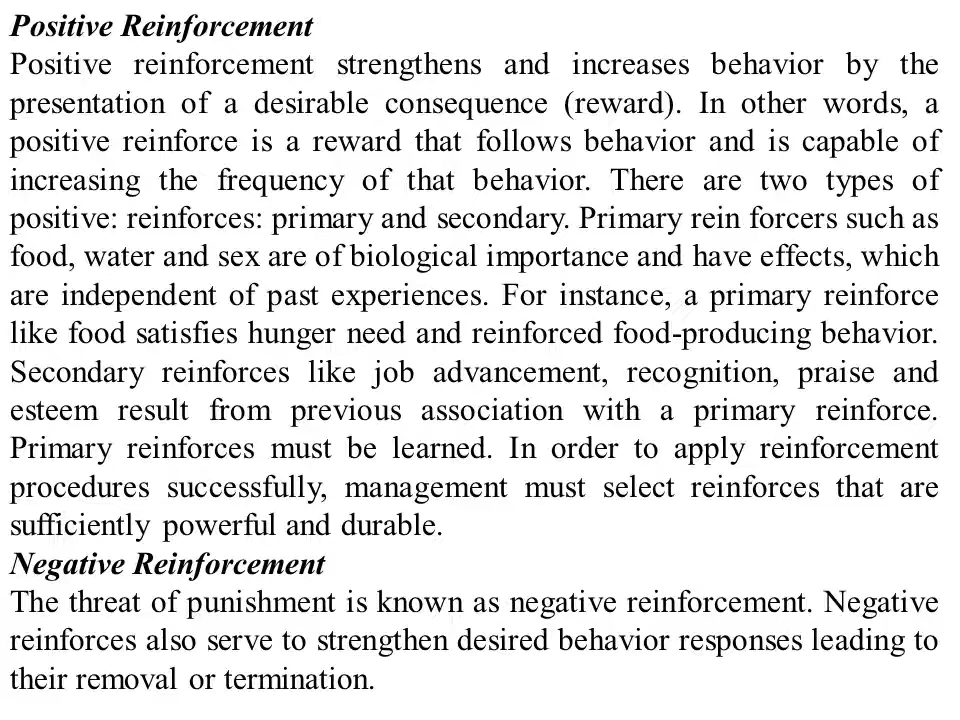 Positive Reinforcement
Positive reinforcement strengthens and increases behavior by the
presentation of a desirable consequence (reward). In other words, a
positive reinforce is a reward that follows behavior and is capable of
increasing the frequency of that behavior. There are two types of
positive: reinforces: primary and secondary. Primary rein forcers such as
food, water and sex are of biological importance and have effects, which
are independent of past experiences. For instance, a primary reinforce
like food satisfies hunger need and reinforced food-producing behavior.
Secondary reinforces like job advancement, recognition, praise and
esteem result from previous association with a primary reinforce.
Primary reinforces must be learned. In order to apply reinforcement
procedures successfully, management must select reinforces that are
sufficiently powerful and durable.
Negative Reinforcement
The threat of punishment is known as negative reinforcement. Negative
reinforces also serve to strengthen desired behavior responses leading to
their removal or termination.